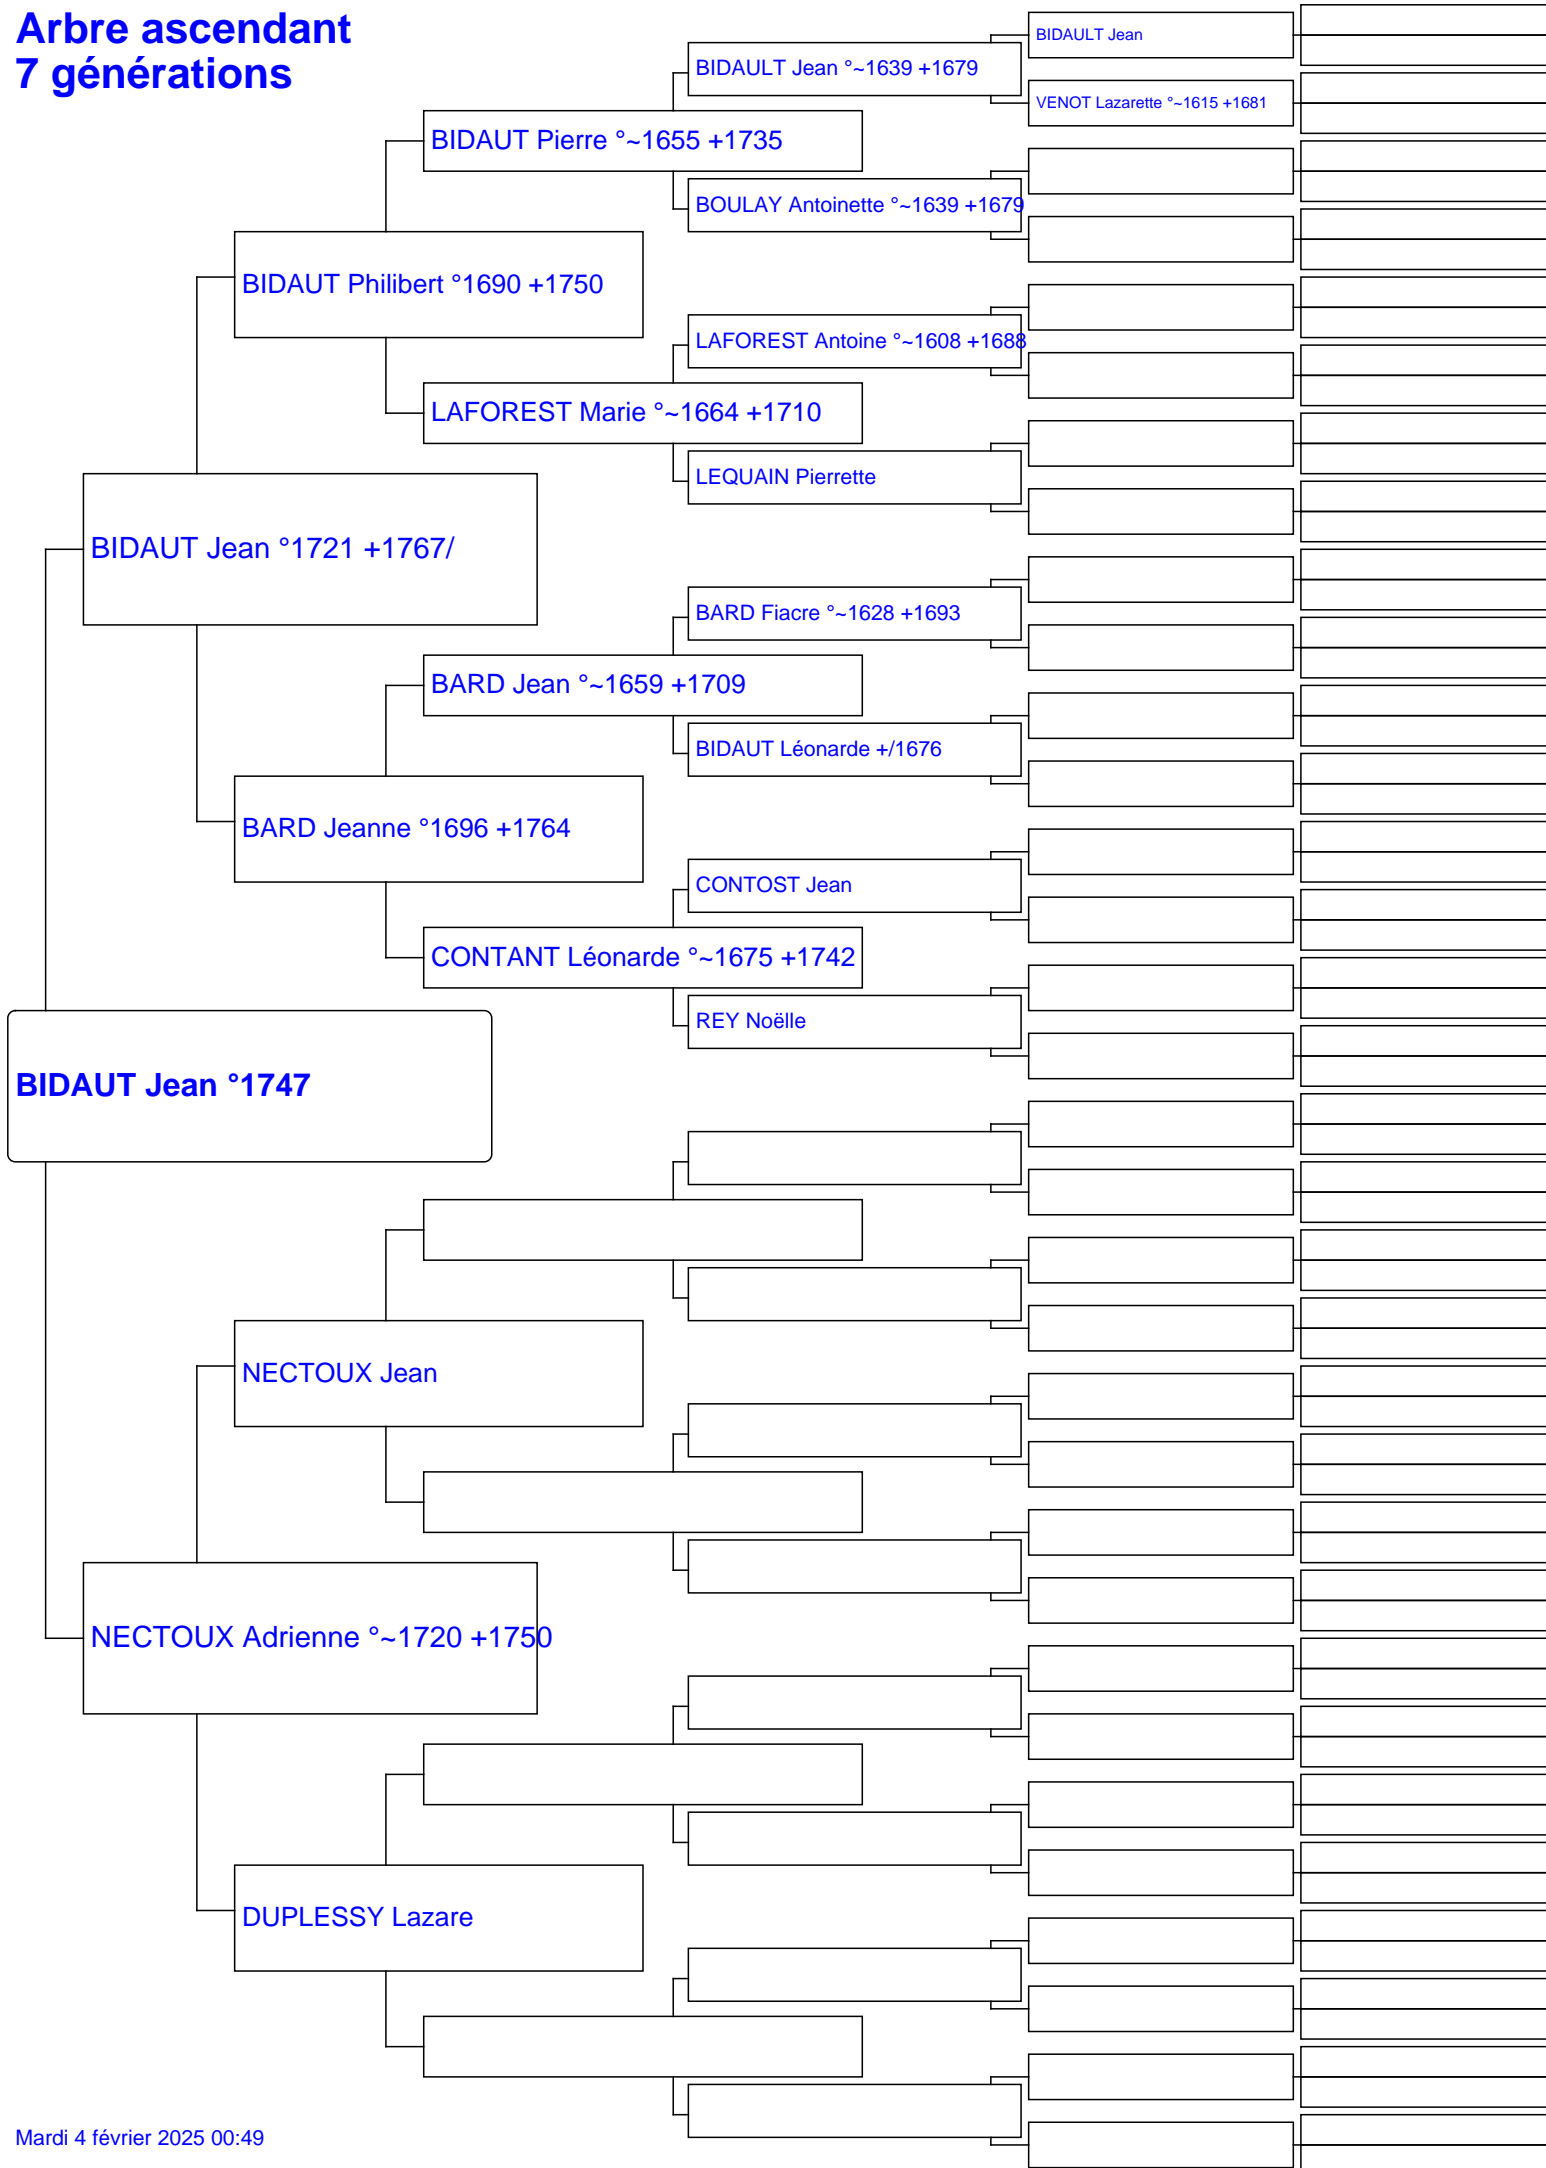 Arbre ascendant
7 générations
BIDAULT Jean
BIDAULT Jean °~1639 +1679
VENOT Lazarette °~1615 +1681
BIDAUT Pierre °~1655 +1735
BOULAY Antoinette °~1639 +1679
BIDAUT Philibert °1690 +1750
LAFOREST Antoine °~1608 +1688
LAFOREST Marie °~1664 +1710
LEQUAIN Pierrette
BIDAUT Jean °1721 +1767/
BARD Fiacre °~1628 +1693
BARD Jean °~1659 +1709
BIDAUT Léonarde +/1676
BARD Jeanne °1696 +1764
CONTOST Jean
CONTANT Léonarde °~1675 +1742
REY Noëlle
BIDAUT Jean °1747
NECTOUX Jean
NECTOUX Adrienne °~1720 +1750
DUPLESSY Lazare
Mardi 4 février 2025 00:49